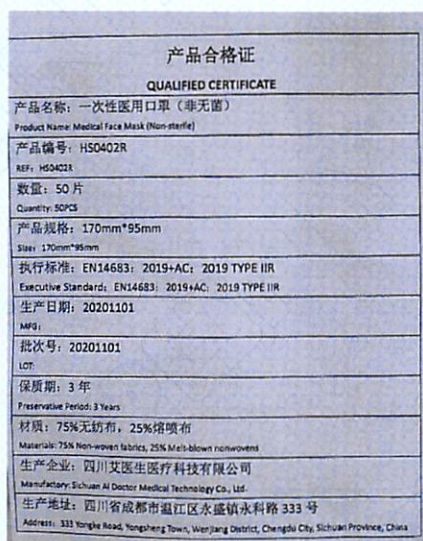 产品合格证
QUALIFIED CERTIFICATE
产品名称：一次性医用口罩（非无菌）
Product Name: Medical Face Mask (Non-sterile)
产品编号：HS0402R
REF: HS0402R
数量：50 片
Quantity: 50PCS
产品规格：170mm*95mm
Size: 170mm*95mm
执行标准：EN14683：2019+AC：2019 TYPE IIR
Executive Standard: EN14683：2019+AC：2019 TYPE IIR
生产日期：20201101
MFG:
批次号：20201101
LOT:
保质期：3 年
Preservative Period: 3 Years
材质：75%无纺布，25%熔喷布
Materials: 75% Non-woven fabrics, 25% Melt-blown nonwovens
生产企业：四川艾医生医疗科技有限公司
Manufactory: Sichuan AI Doctor Medical Technology Co., Ltd.
生产地址：四川省成都市温江区永盛镇永科路 333 号
Address: 333 Yongke Road, Yongsheng Town, Wenjiang District, Chengdu City, Sichuan Province, China